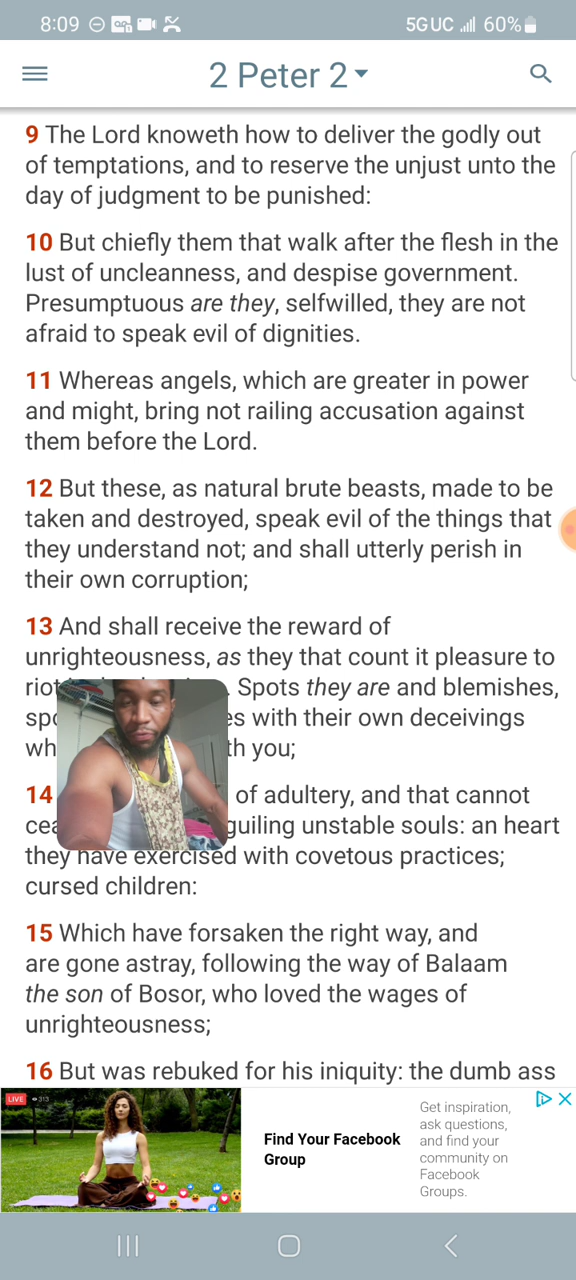 8:09
5G UC 60%
2 Peter 2
9 The Lord knoweth how to deliver the godly out
of temptations, and to reserve the unjust unto the
day of judgment to be punished:
10 But chiefly them that walk after the flesh in the
lust of uncleanness, and despise government.
Presumptuous are they, selfwilled, they are not
afraid to speak evil of dignities.
11 Whereas angels, which are greater in power
and might, bring not railing accusation against
them before the Lord.
12 But these, as natural brute beasts, made to be
taken and destroyed, speak evil of the things that
they understand not; and shall utterly perish in
their own corruption;
13 And shall receive the reward of
unrighteousness, as they that count it pleasure to
riot . Spots they are and blemishes,
with their own deceivings
you;
14 of adultery, and that cannot
unstable souls: an heart
they have exercised with covetous practices;
cursed children:
15 Which have forsaken the right way, and
are gone astray, following the way of Balaam
the son of Bosor, who loved the wages of
unrighteousness;
16 But was rebuked for his iniquity: the dumb ass
LIVE 313
Find Your Facebook
Group
Get inspiration,
ask questions,
and find your
community on
Facebook
Groups.